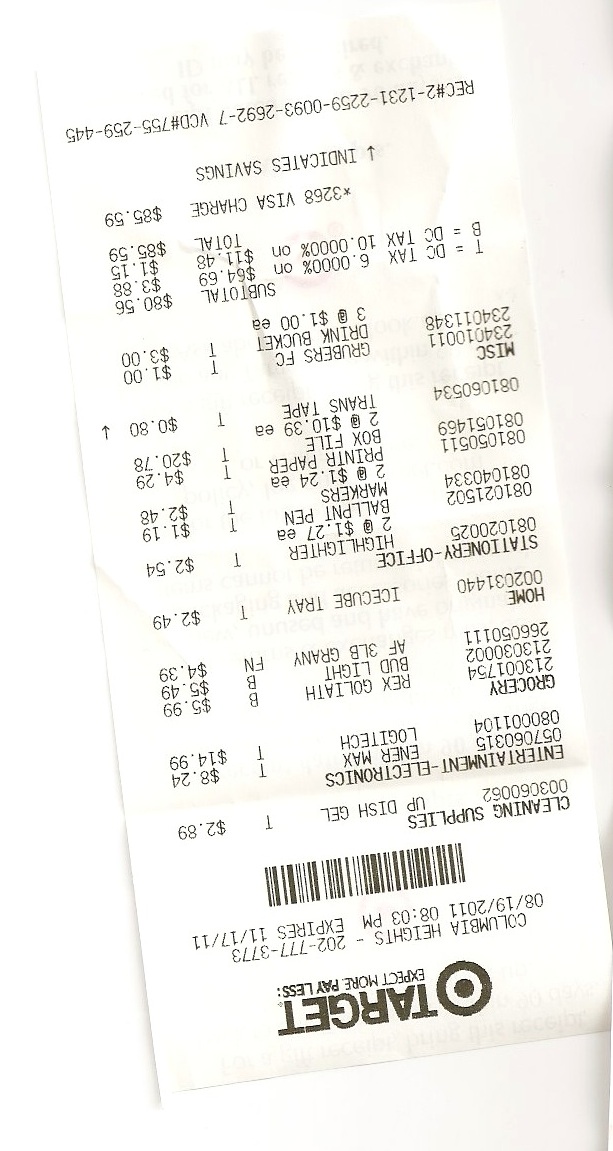 TARGET
EXPECT MORE. PAY LESS:
COLUMBIA HEIGHTS - 202-777-3773
08/19/2011 08:03 PM EXPIRES 11/17/11
CLEANING SUPPLIES
003060062 UP DISH GEL T $2.89
ENTERTAINMENT-ELECTRONICS
057060315 ENER MAX T $8.24
080001104 LOGITECH T $14.99
GROCERY
213001754 REX GOLIATH B $5.99
213030002 BUD LIGHT B $5.49
266050111 AF 3LB GRANY FN $4.39
HOME
002031440 ICECUBE TRAY T $2.49
STATIONERY-OFFICE
081020025 HIGHLIGHTER T $2.54
2 @ $1.27 ea
081021502 BALLPNT PEN T $1.19
081040334 MARKERS T $2.48
2 @ $1.24 ea
081050511 PRINTR PAPER T $4.29
081051469 BOX FILE T $20.78
2 @ $10.39 ea
081060534 TRANS TAPE T $0.80 ↓
MISC
234010011 GRUBERS FC T $1.00
234011348 DRINK BUCKET T $3.00
3 @ $1.00 ea
SUBTOTAL $80.56
T = DC TAX 6.0000% on $64.69 $3.88
B = DC TAX 10.0000% on $11.48 $1.15
TOTAL $85.59
*3268 VISA CHARGE $85.59
↓ INDICATES SAVINGS
REC#2-1231-2259-0093-2692-7 VCD#755-259-445